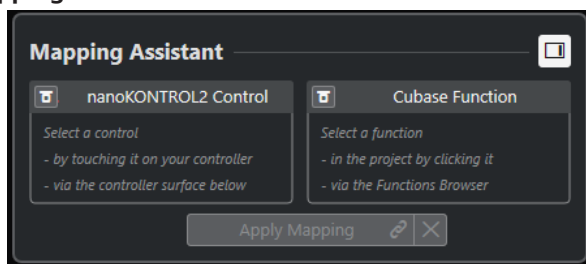 Mapping Assistant
nanoKONTROL2 Control
Cubase Function
Select a control
- by touching it on your controller
- via the controller surface below
Select a function
- in the project by clicking it
- via the Functions Browser
Apply Mapping